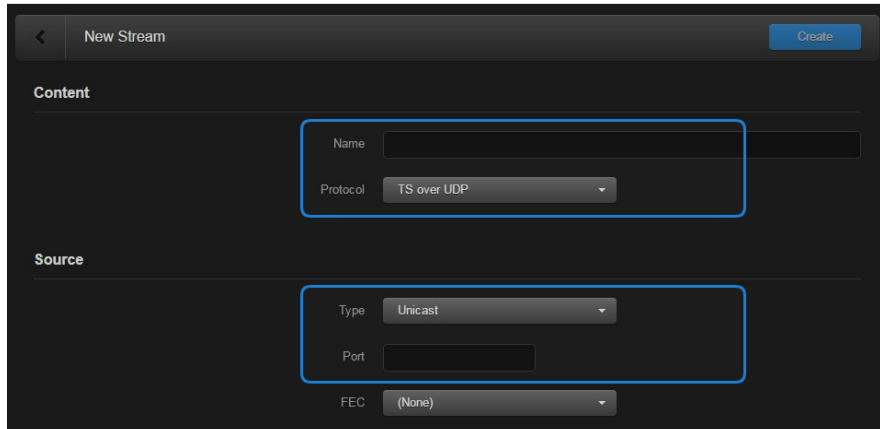 New Stream
Create
Content
Name
Protocol TS over UDP
Source
Type Unicast
Port
FEC (None)